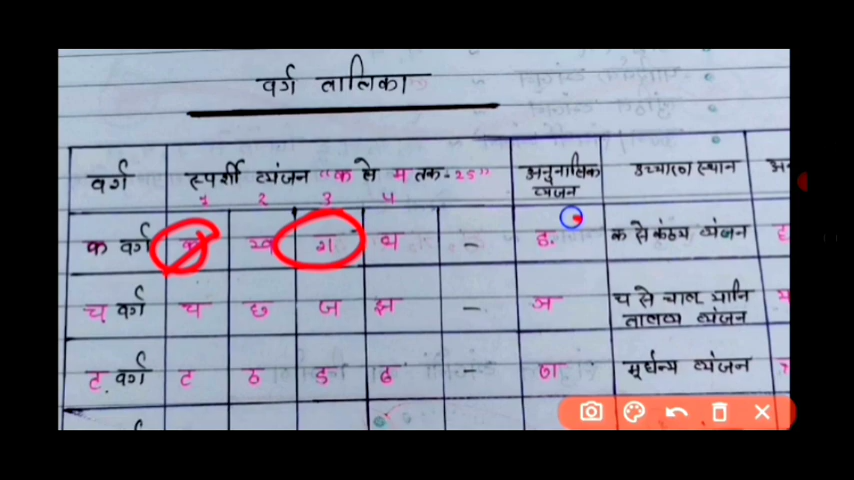 वर्ग तालिका
वर्ग स्पर्शी व्यंजन "क से म तक - 25" अनुनासिक व्यंजन उच्चारण स्थान
1 2 3 4
क वर्ग क ख ग घ - ङ. क से कंठ्य व्यंजन
च वर्ग च छ ज झ - ञ च से चालु यानि तालव्य व्यंजन
ट वर्ग ट ठ ड ढ - ण मूर्धन्य व्यंजन